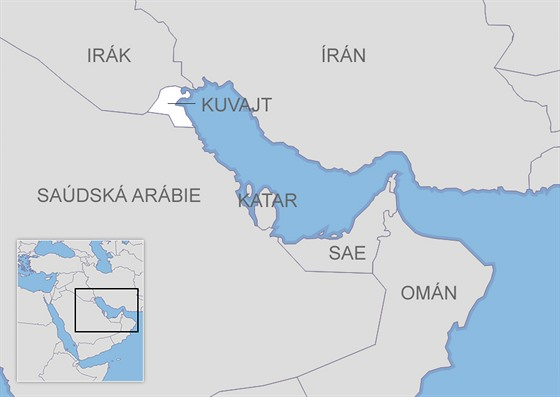 IRÁK
ÍRÁN
KUVAJT
SAÚDSKÁ ARÁBIE
KATAR
SAE
OMÁN